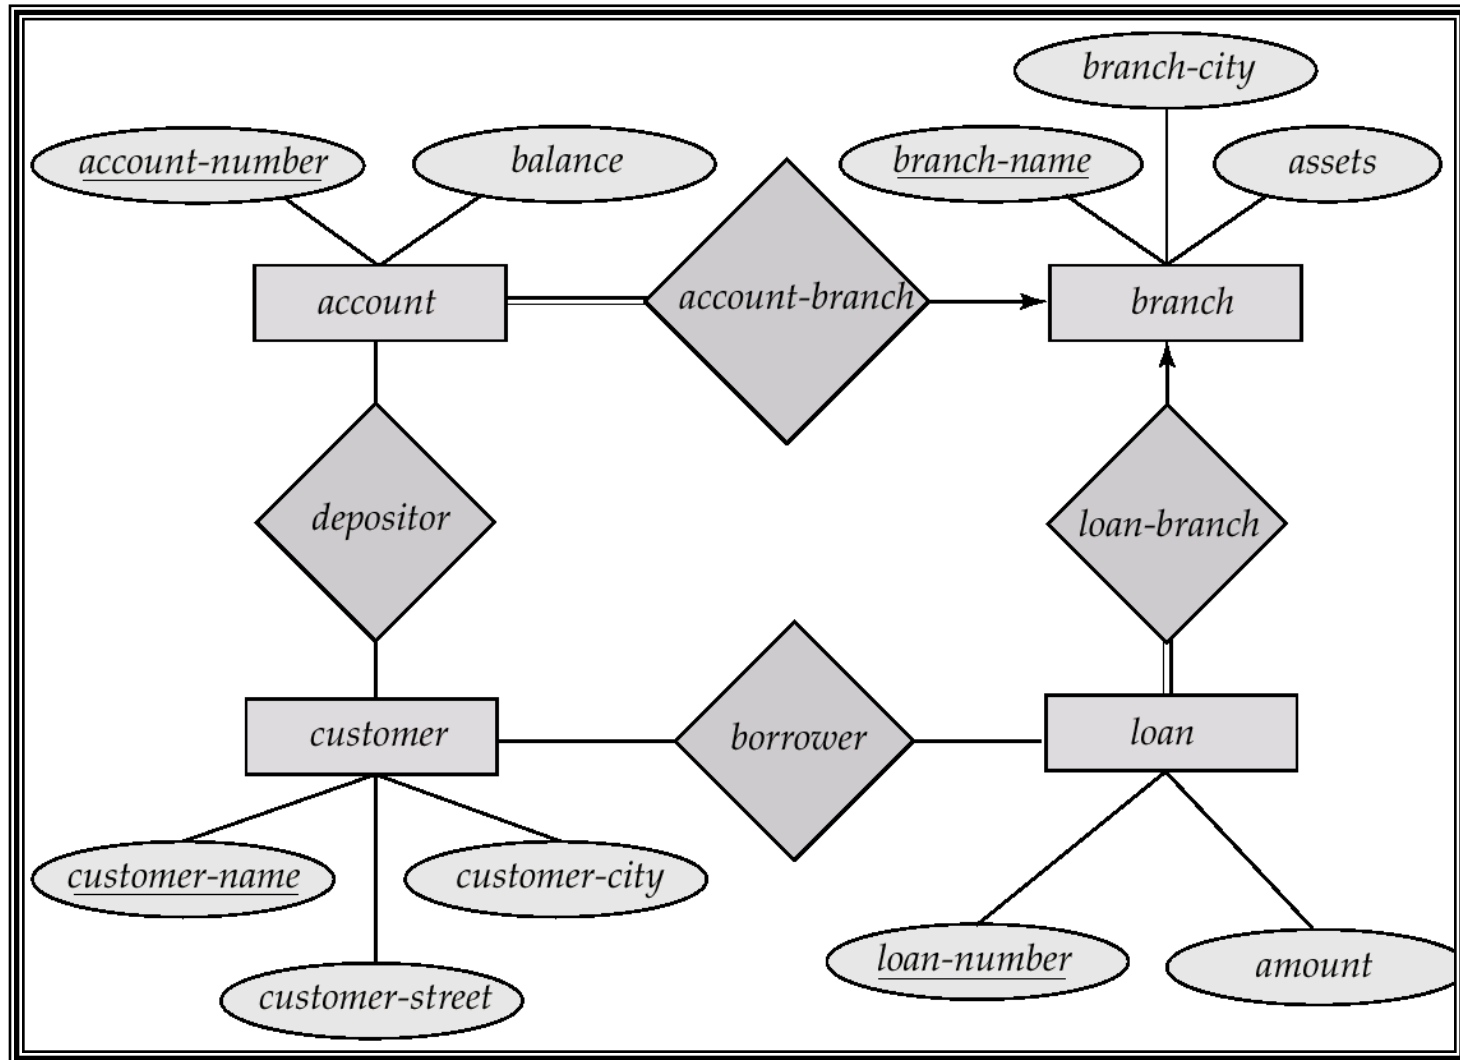 branch-city
account-number
balance
branch-name
assets
account
account-branch
branch
depositor
loan-branch
customer
borrower
loan
customer-name
customer-city
customer-street
loan-number
amount